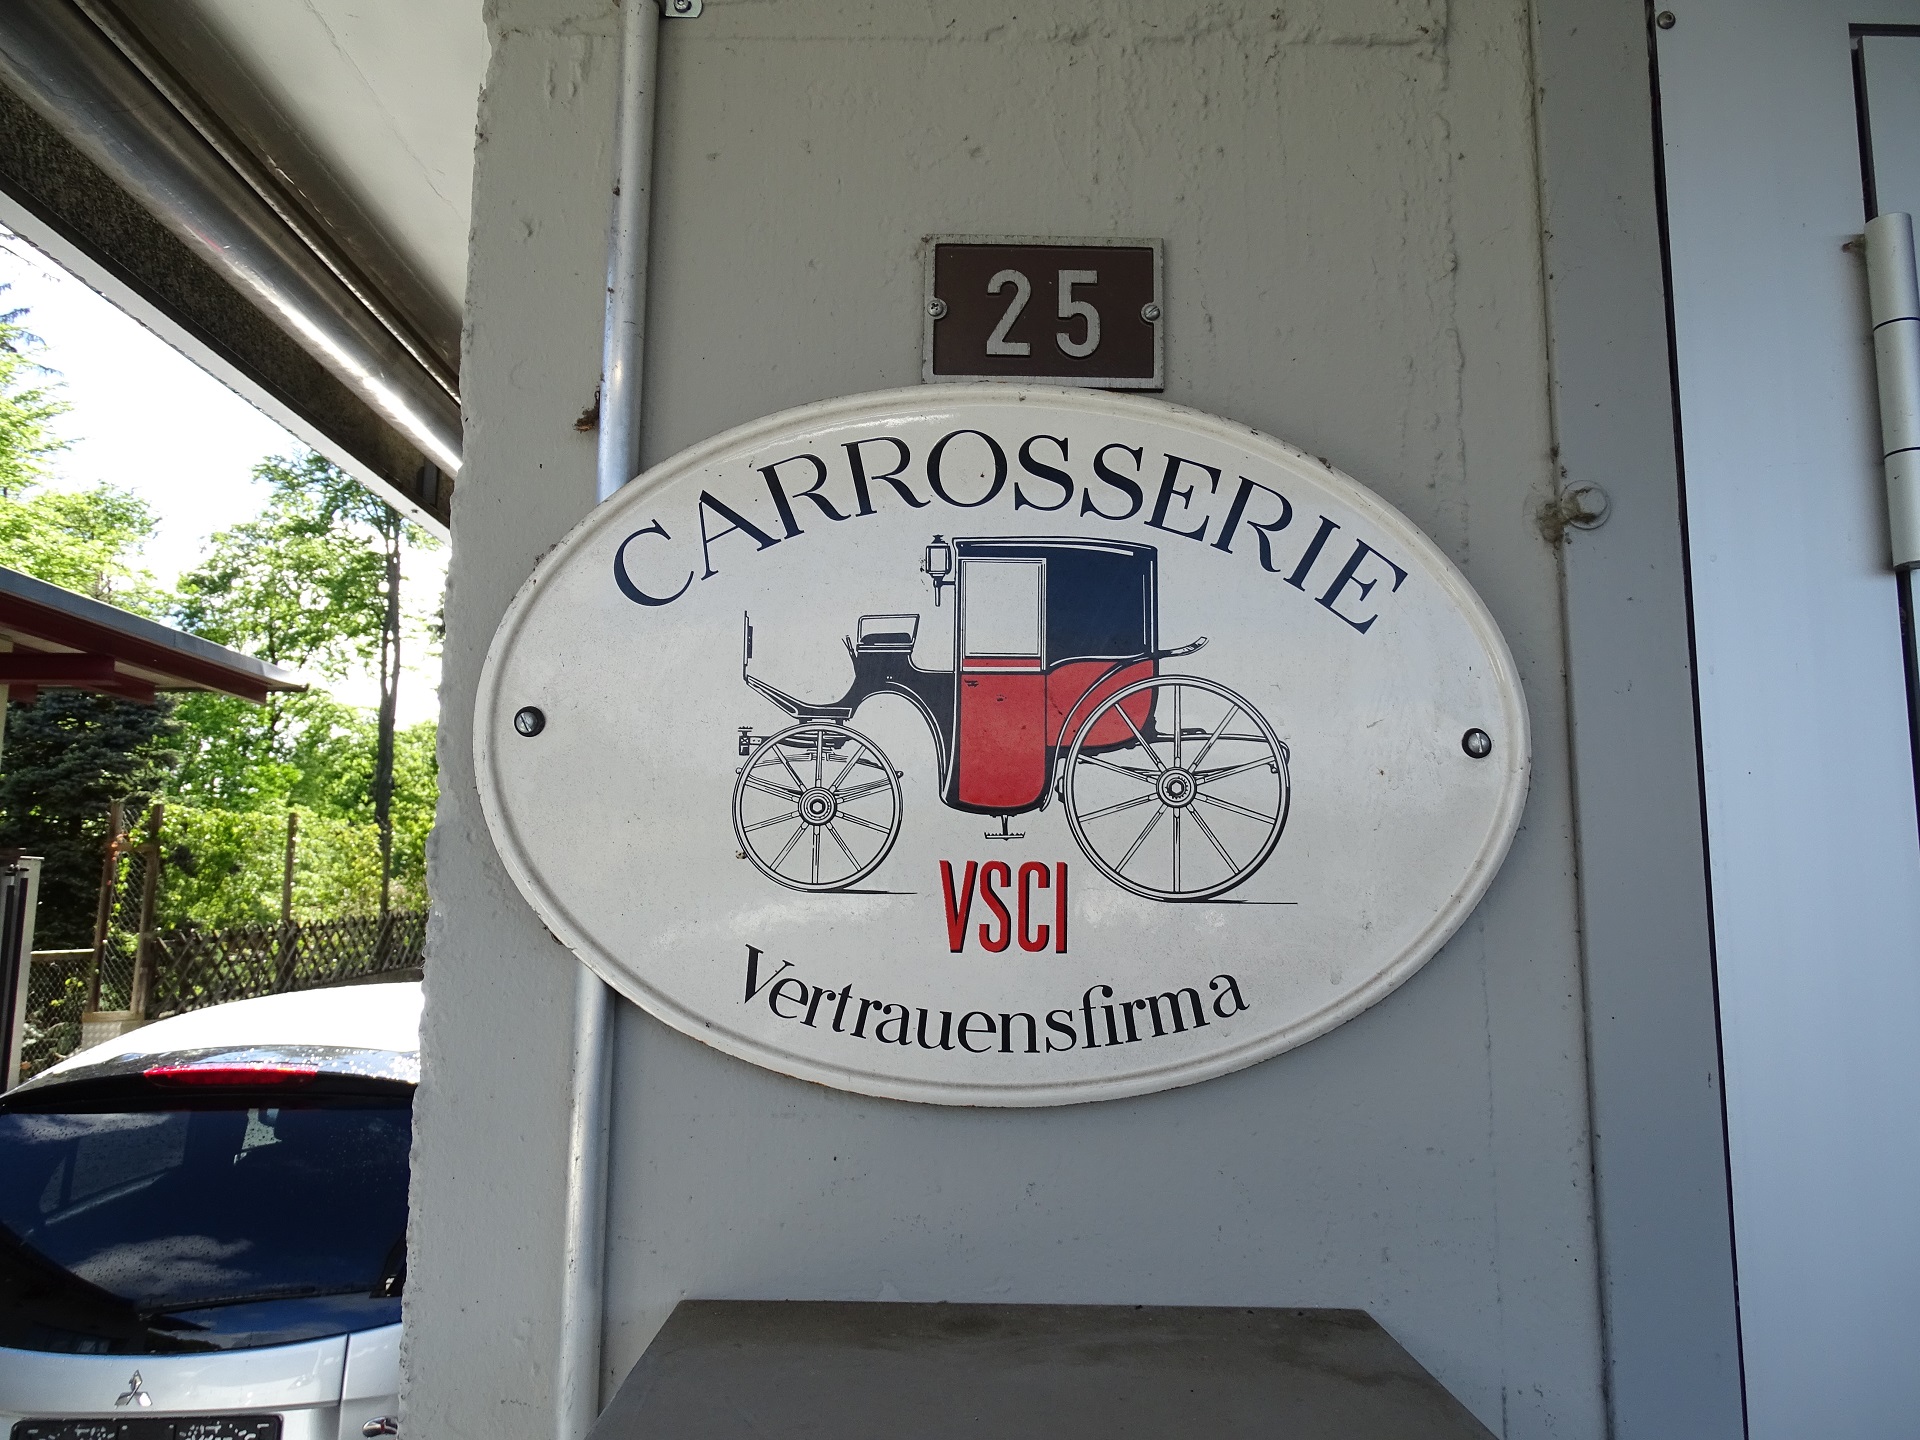 25
CARROSSERIE
VSCI
Vertrauensfirma